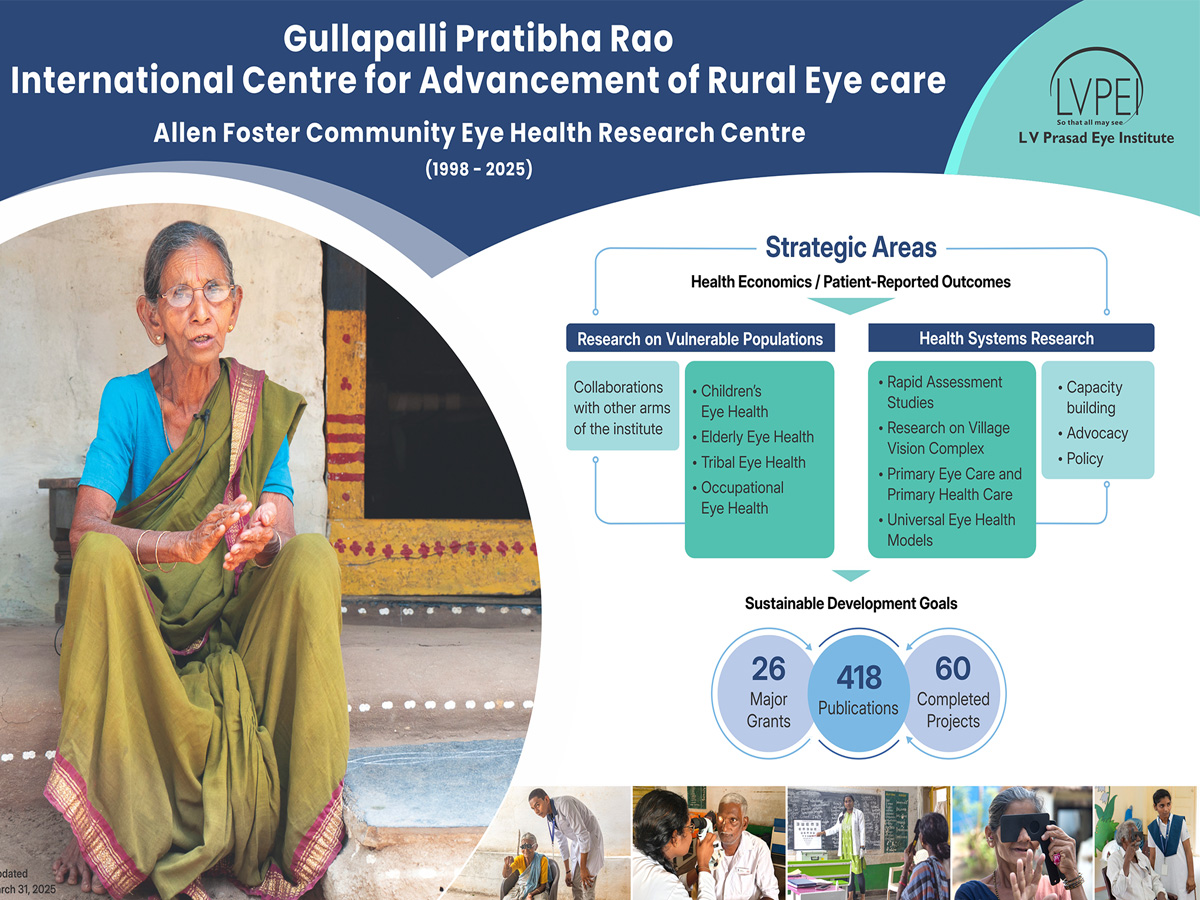 Gullapalli Pratibha Rao
International Centre for Advancement of Rural Eye care
Allen Foster Community Eye Health Research Centre
(1998 - 2025)
LVPEI
So that all may see
L V Prasad Eye Institute
Strategic Areas
Health Economics / Patient-Reported Outcomes
Research on Vulnerable Populations
Collaborations
with other arms
of the institute
• Children's
Eye Health
• Elderly Eye Health
• Tribal Eye Health
• Occupational
Eye Health
Health Systems Research
• Rapid Assessment
Studies
• Research on Village
Vision Complex
• Primary Eye Care and
Primary Health Care
• Universal Eye Health
Models
• Capacity
building
• Advocacy
• Policy
Sustainable Development Goals
26
Major
Grants
418
Publications
60
Completed
Projects
pdated
arch 31, 2025